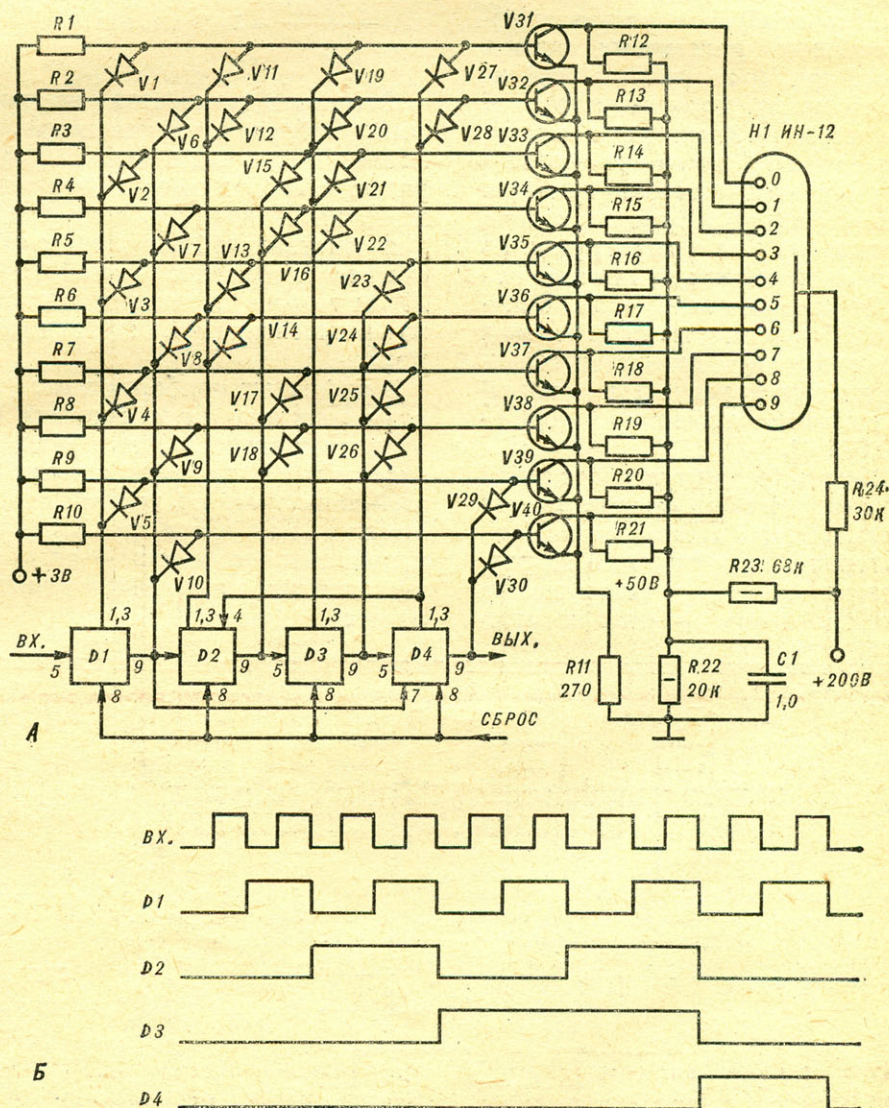 R1
V31
V1
V11
V19
V27
R12
R2
V32
V6
V12
V20
V28
R13
R3
V33
Н1 ИН-12
V2
V15
V21
R14
0
R4
V34
1
V7
V13
V16
V22
R15
2
R5
V35
3
V3
V23
R16
4
R6
V36
5
V8
V14
V24
R17
6
R7
V37
7
V4
V17
V25
R18
8
R8
V38
9
V9
V18
V26
R19
R9
V39
V5
V29
V40
R20
R24
30к
R10
V10
V30
R21
+3В
+50В
R23 68к
1,3
1,3
4
1,3
1,3
ВХ.
5
D1
9
D2
9
5
D3
9
5
D4
9
ВЫХ.
8
8
8
7
8
R11
270
R22
20к
С1
1,0
+200В
СБРОС
А
ВХ.
D1
D2
D3
Б
D4